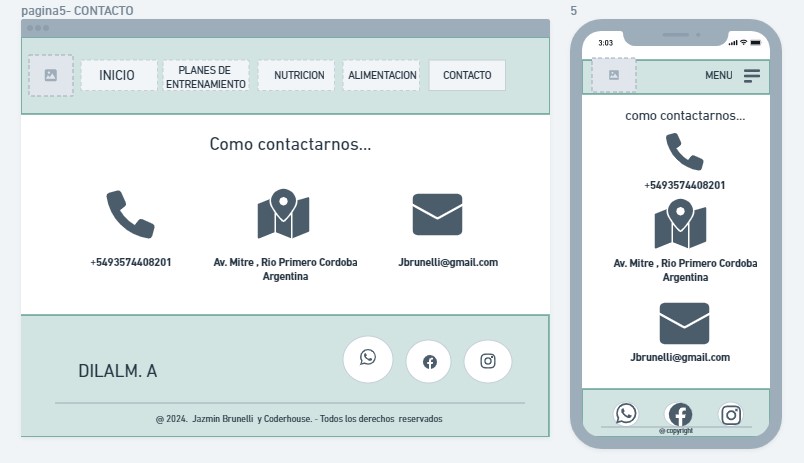 pagina5- CONTACTO
INICIO
PLANES DE
ENTRENAMIENTO
NUTRICION
ALIMENTACION
CONTACTO
Como contactarnos...
+5493574408201
Av. Mitre , Rio Primero Cordoba
Argentina
Jbrunelli@gmail.com
DILALM. A
@ 2024. Jazmin Brunelli y Coderhouse. - Todos los derechos reservados
5
3:03
MENU
como contactarnos...
+5493574408201
Av. Mitre , Rio Primero Cordoba
Argentina
Jbrunelli@gmail.com
@ copyright